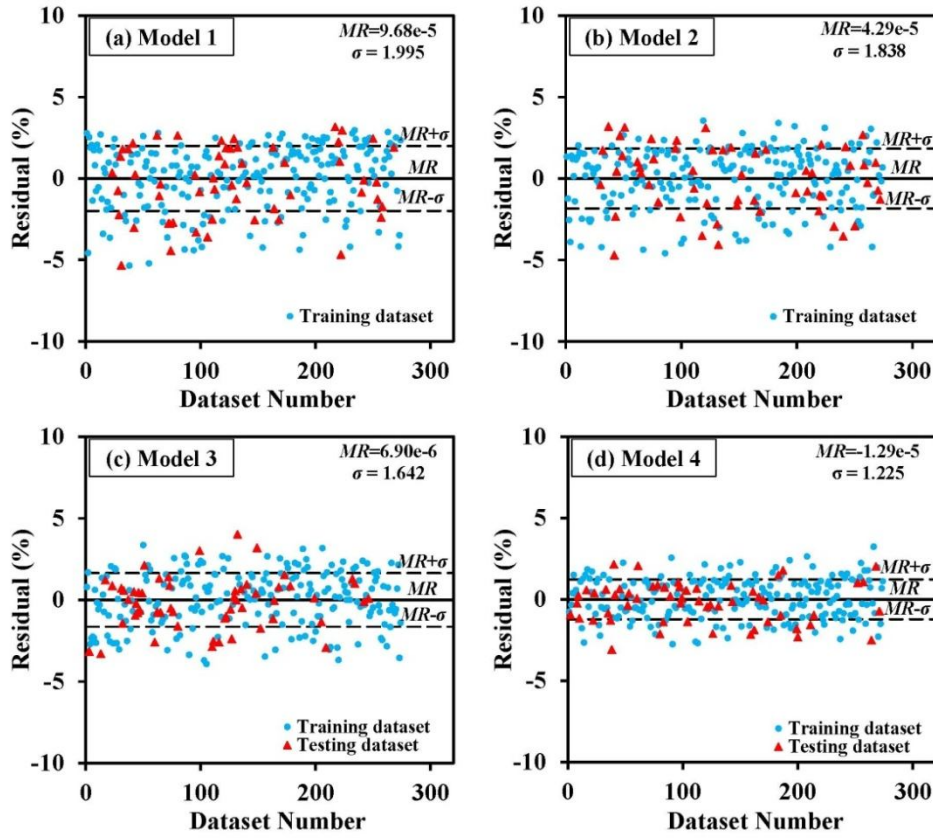 (a) Model 1
MR=9.68e-5
σ = 1.995
10
5
0
-5
-10
Residual (%)
MR+σ
MR
MR-σ
Training dataset
0
100
200
300
Dataset Number
(b) Model 2
MR=4.29e-5
σ = 1.838
10
5
0
-5
-10
Residual (%)
MR+σ
MR
MR-σ
Training dataset
0
100
200
300
Dataset Number
(c) Model 3
MR=6.90e-6
σ = 1.642
10
5
0
-5
-10
Residual (%)
MR+σ
MR
MR-σ
Training dataset
Testing dataset
0
100
200
300
Dataset Number
(d) Model 4
MR=-1.29e-5
σ = 1.225
10
5
0
-5
-10
Residual (%)
MR+σ
MR
MR-σ
Training dataset
Testing dataset
0
100
200
300
Dataset Number